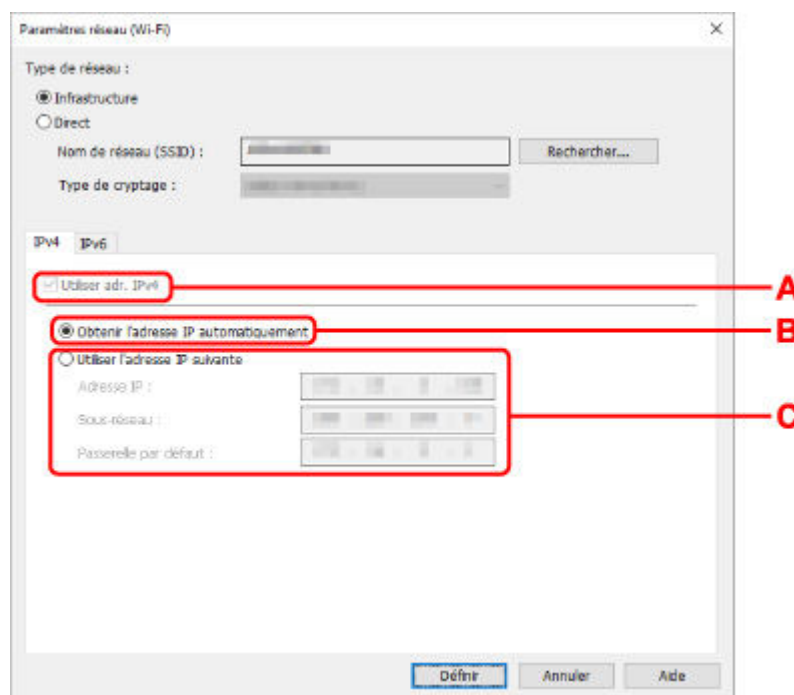 Paramètres réseau (Wi-Fi)
Type de réseau :
Infrastructure
Direct
Nom de réseau (SSID) : Rechercher...
Type de cryptage :
IPv4 IPv6
Utiliser adr. IPv4 A
Obtenir l'adresse IP automatiquement B
Utiliser l'adresse IP suivante
Adresse IP :
Sous-réseau : C
Passerelle par défaut :
Définir Annuler Aide